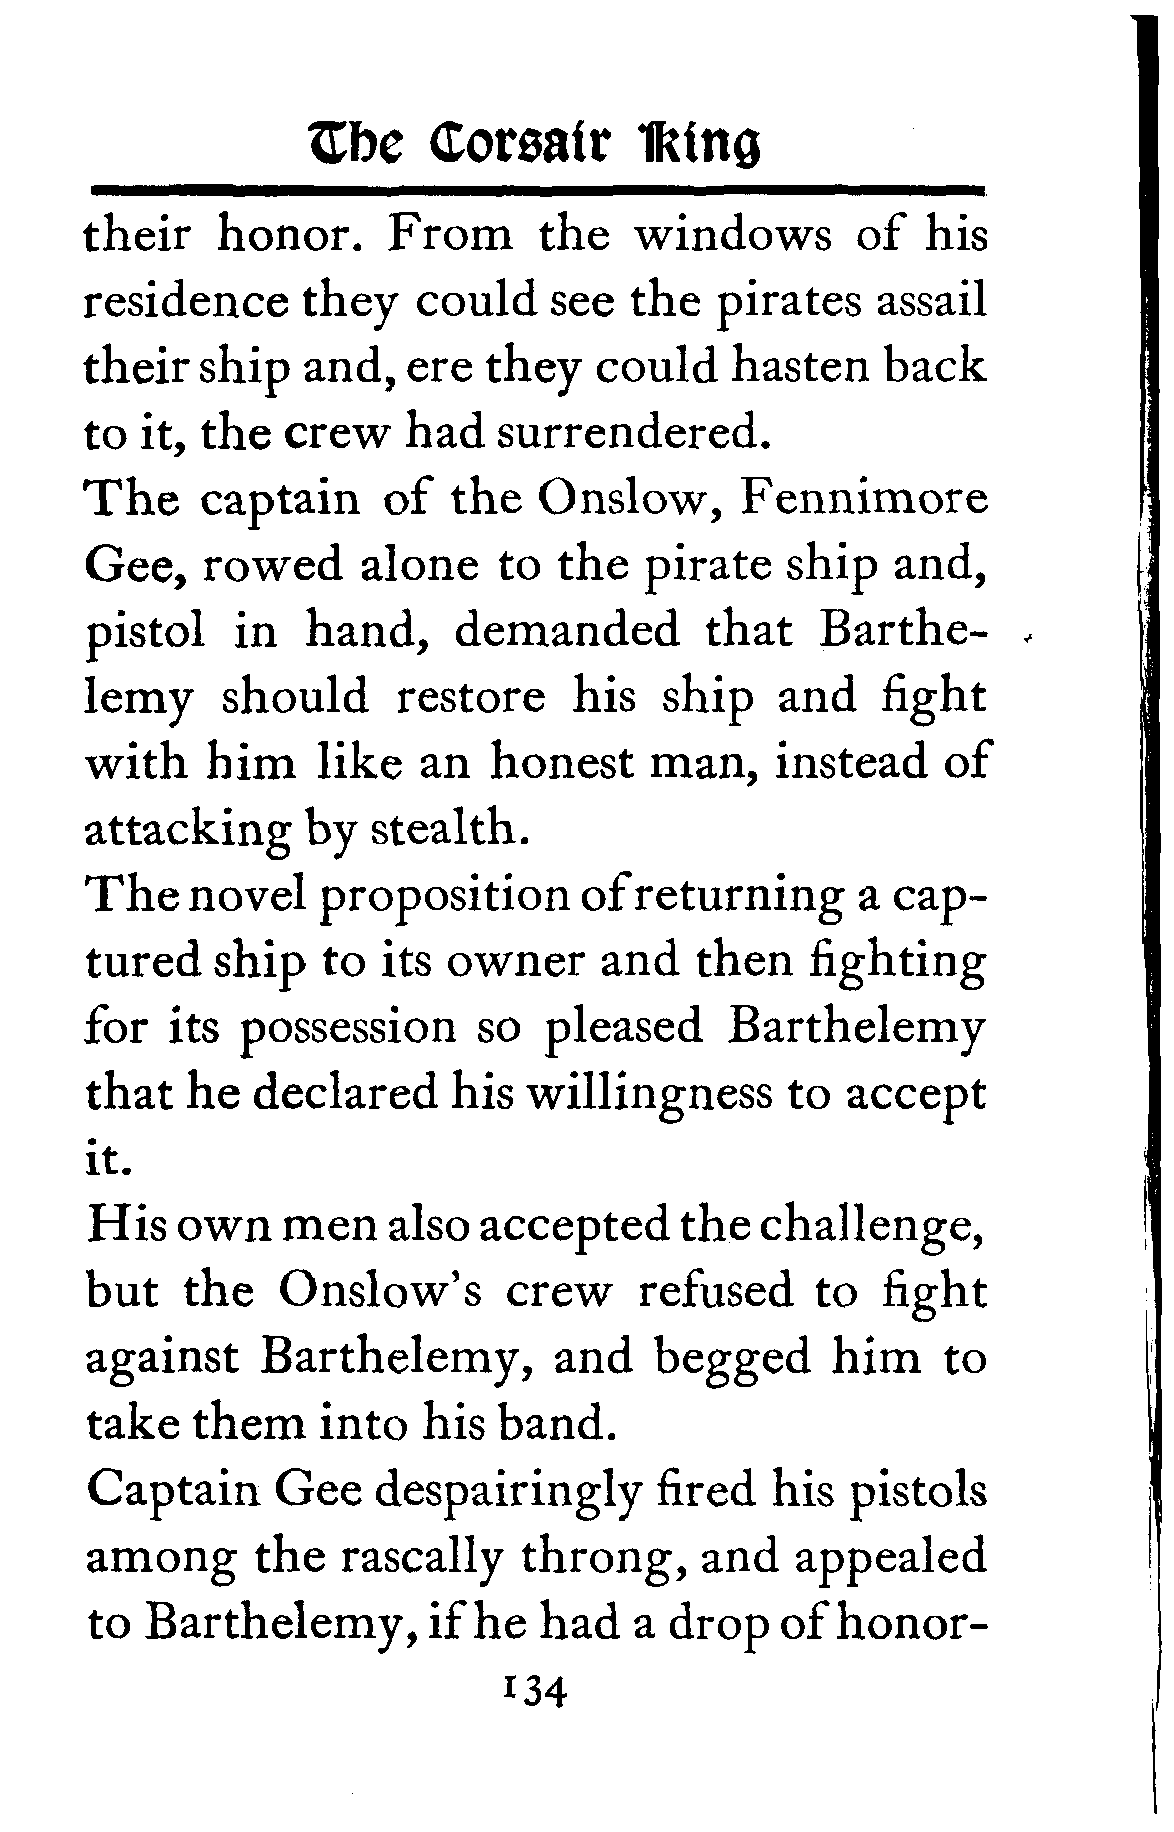 The Corsair King
their honor. From the windows of his
residence they could see the pirates assail
their ship and, ere they could hasten back
to it, the crew had surrendered.
The captain of the Onslow, Fennimore
Gee, rowed alone to the pirate ship and,
pistol in hand, demanded that Barthe-
lemy should restore his ship and fight
with him like an honest man, instead of
attacking by stealth.
The novel proposition of returning a cap-
tured ship to its owner and then fighting
for its possession so pleased Barthelemy
that he declared his willingness to accept
it.
His own men also accepted the challenge,
but the Onslow's crew refused to fight
against Barthelemy, and begged him to
take them into his band.
Captain Gee despairingly fired his pistols
among the rascally throng, and appealed
to Barthelemy, if he had a drop of honor-
134